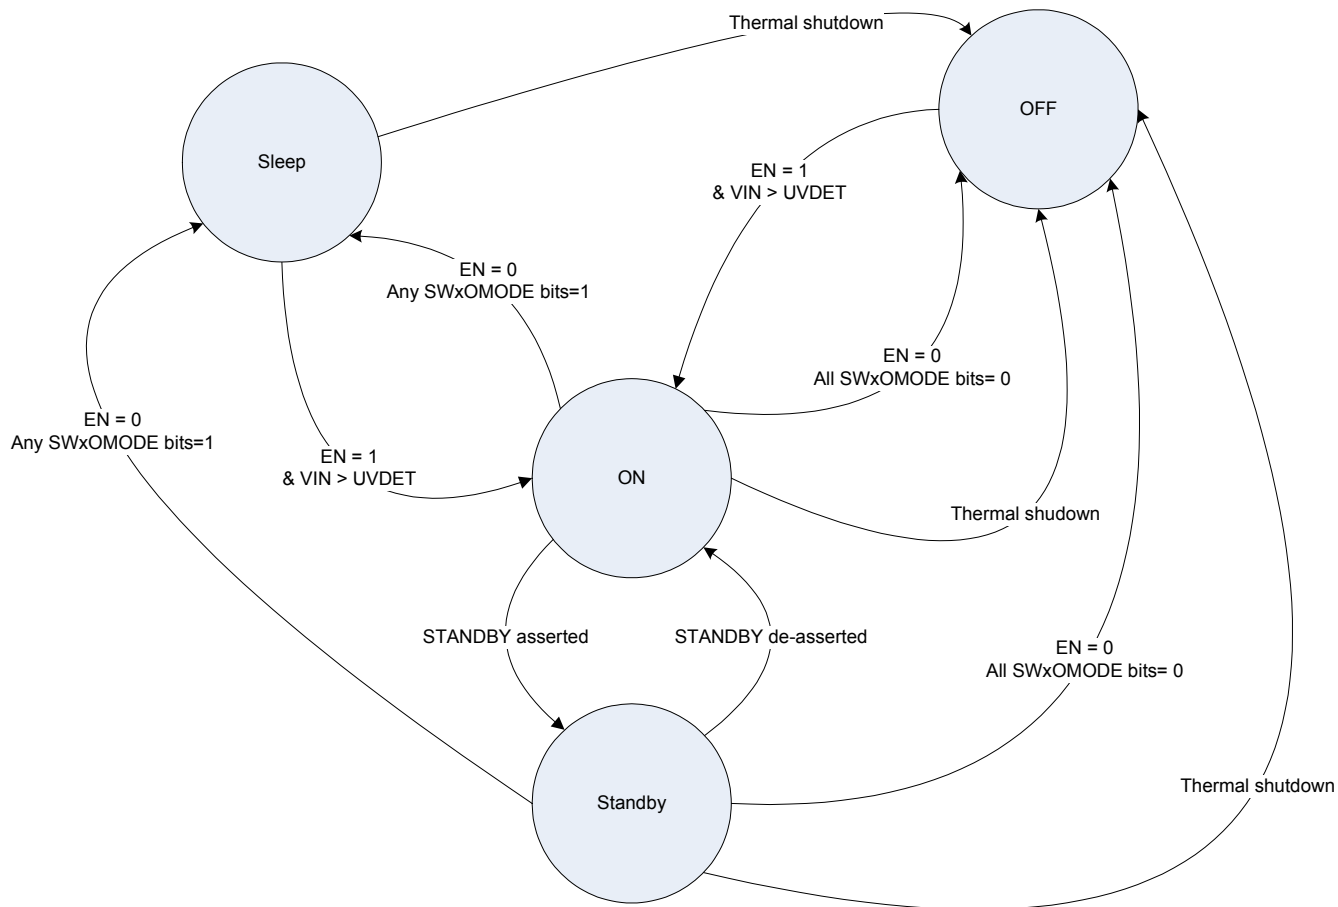 Thermal shutdown
OFF
Sleep
EN = 1
& VIN > UVDET
EN = 0
Any SWxOMODE bits=1
EN = 0
All SWxOMODE bits= 0
EN = 0
Any SWxOMODE bits=1
EN = 1
& VIN > UVDET
ON
Thermal shudown
STANDBY asserted
STANDBY de-asserted
EN = 0
All SWxOMODE bits= 0
Thermal shutdown
Standby